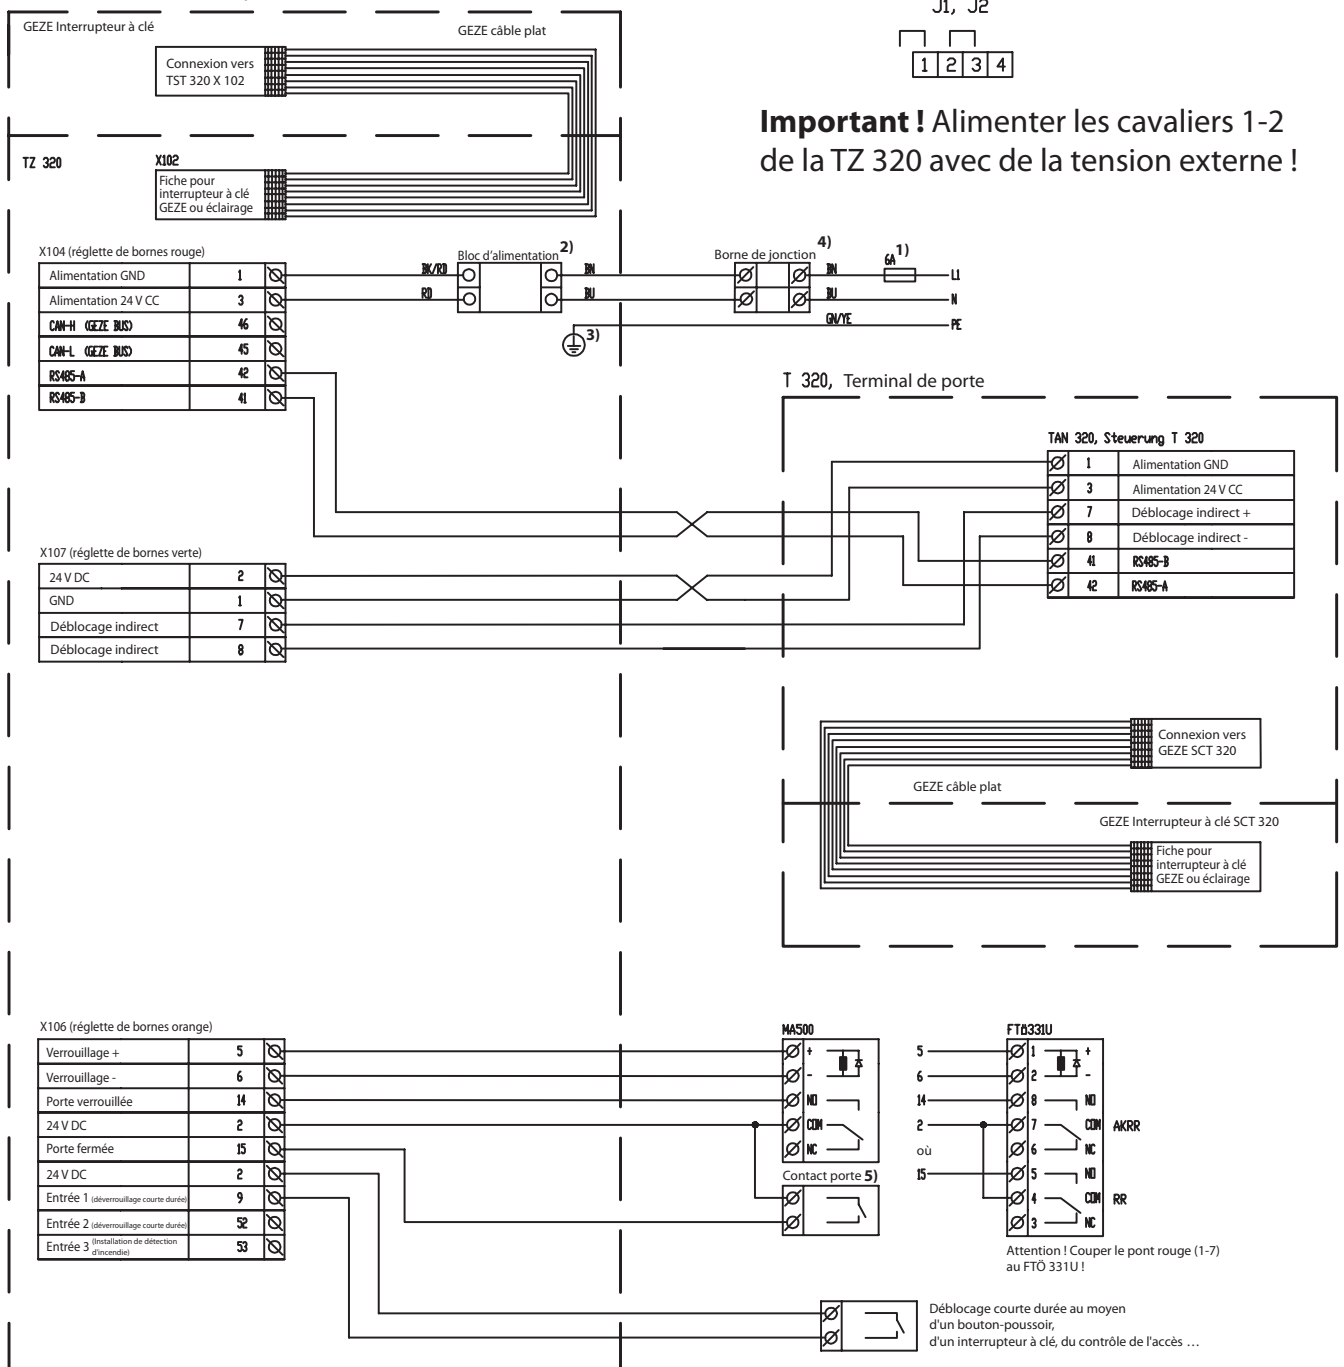 GEZE Interrupteur à clé
GEZE câble plat
J1, J2
1 2 3 4
Connexion vers
TST 320 X 102
Important ! Alimenter les cavaliers 1-2
de la TZ 320 avec de la tension externe !
TZ 320
X102
Fiche pour
interrupteur à clé
GEZE ou éclairage
X104 (réglette de bornes rouge)
Alimentation GND 1
Alimentation 24 V CC 3
CAN-H (GEZE BUS) 46
CAN-L (GEZE BUS) 45
RS485-A 42
RS485-B 41
BK/RD
RD
Bloc d'alimentation 2)
BN
BU
3)
Borne de jonction 4)
BN
BU
GN/YE
6A 1)
L1
N
PE
T 320, Terminal de porte
TAN 320, Steuerung T 320
1 Alimentation GND
3 Alimentation 24 V CC
7 Déblocage indirect +
8 Déblocage indirect -
41 RS485-B
42 RS485-A
X107 (réglette de bornes verte)
24 V DC 2
GND 1
Déblocage indirect 7
Déblocage indirect 8
Connexion vers
GEZE SCT 320
GEZE câble plat
GEZE Interrupteur à clé SCT 320
Fiche pour
interrupteur à clé
GEZE ou éclairage
X106 (réglette de bornes orange)
Verrouillage + 5
Verrouillage - 6
Porte verrouillée 14
24 V DC 2
Porte fermée 15
24 V DC 2
Entrée 1 (déverrouillage courte durée) 9
Entrée 2 (déverrouillage courte durée) 52
Entrée 3 (Installation de détection d'incendie) 53
MA500
+
-
NO
COM
NC
Contact porte 5)
5
6
14
2
où
15
FTÖ331U
1 +
2 -
8 NO
7 COM AKRR
6 NC
5 NO
4 COM RR
3 NC
Attention ! Couper le pont rouge (1-7)
au FTÖ 331U !
Déblocage courte durée au moyen
d'un bouton-poussoir,
d'un interrupteur à clé, du contrôle de l'accès …